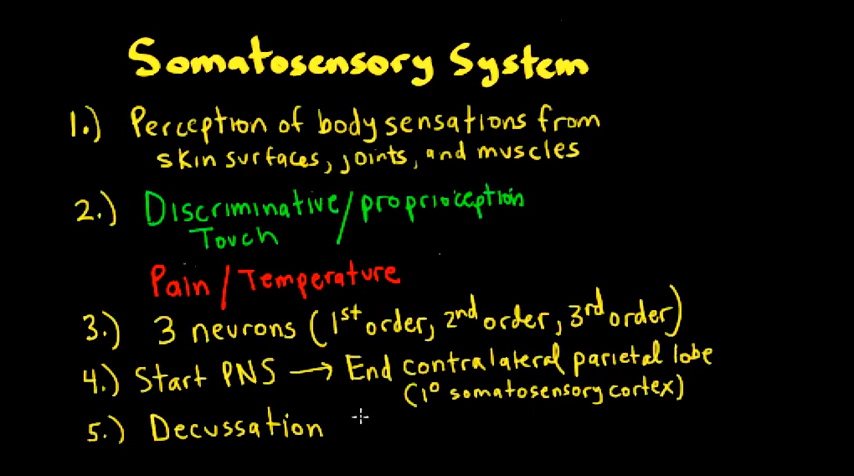 Somatosensory System
1.) Perception of body sensations from
skin surfaces, joints, and muscles
2.) Discriminative/proprioception
Touch
Pain/Temperature
3.) 3 neurons (1st order, 2nd order, 3rd order)
4.) Start PNS → End contralateral parietal lobe
(1° somatosensory cortex)
5.) Decussation